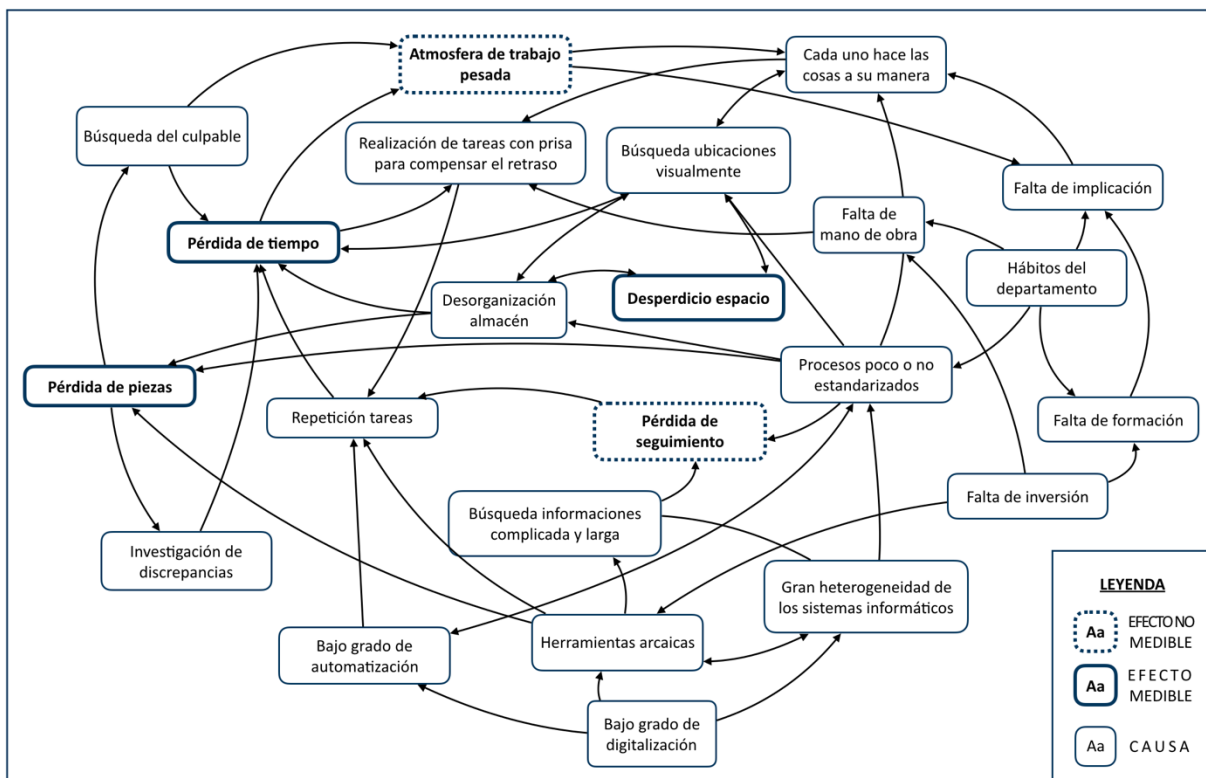 Atmosfera de trabajo
pesada
Cada uno hace las
cosas a su manera
Búsqueda del culpable
Realización de tareas con prisa
para compensar el retraso
Búsqueda ubicaciones
visualmente
Falta de implicación
Pérdida de tiempo
Falta de
mano de obra
Hábitos del
departamento
Desorganización
almacén
Desperdicio espacio
Pérdida de piezas
Procesos poco o no
estandarizados
Repetición tareas
Pérdida de
seguimiento
Falta de formación
Falta de inversión
Búsqueda informaciones
complicada y larga
Investigación de
discrepancias
Gran heterogeneidad de
los sistemas informáticos
Bajo grado de
automatización
Herramientas arcaicas
Bajo grado de
digitalización
LEYENDA
Aa EFECTO NO
MEDIBLE
Aa EFECTO
MEDIBLE
Aa CAUSA